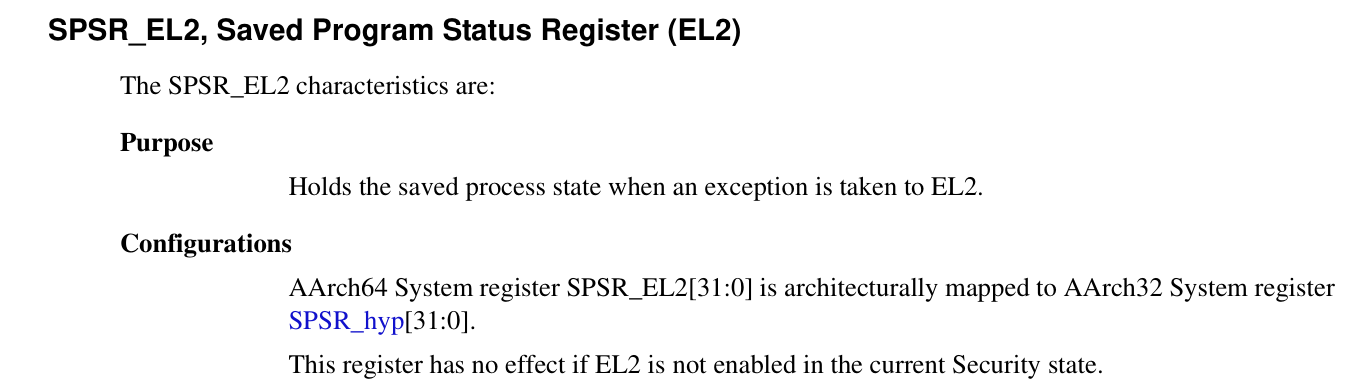 SPSR_EL2, Saved Program Status Register (EL2)
The SPSR_EL2 characteristics are:
Purpose
Holds the saved process state when an exception is taken to EL2.
Configurations
AArch64 System register SPSR_EL2[31:0] is architecturally mapped to AArch32 System register
SPSR_hyp[31:0].
This register has no effect if EL2 is not enabled in the current Security state.